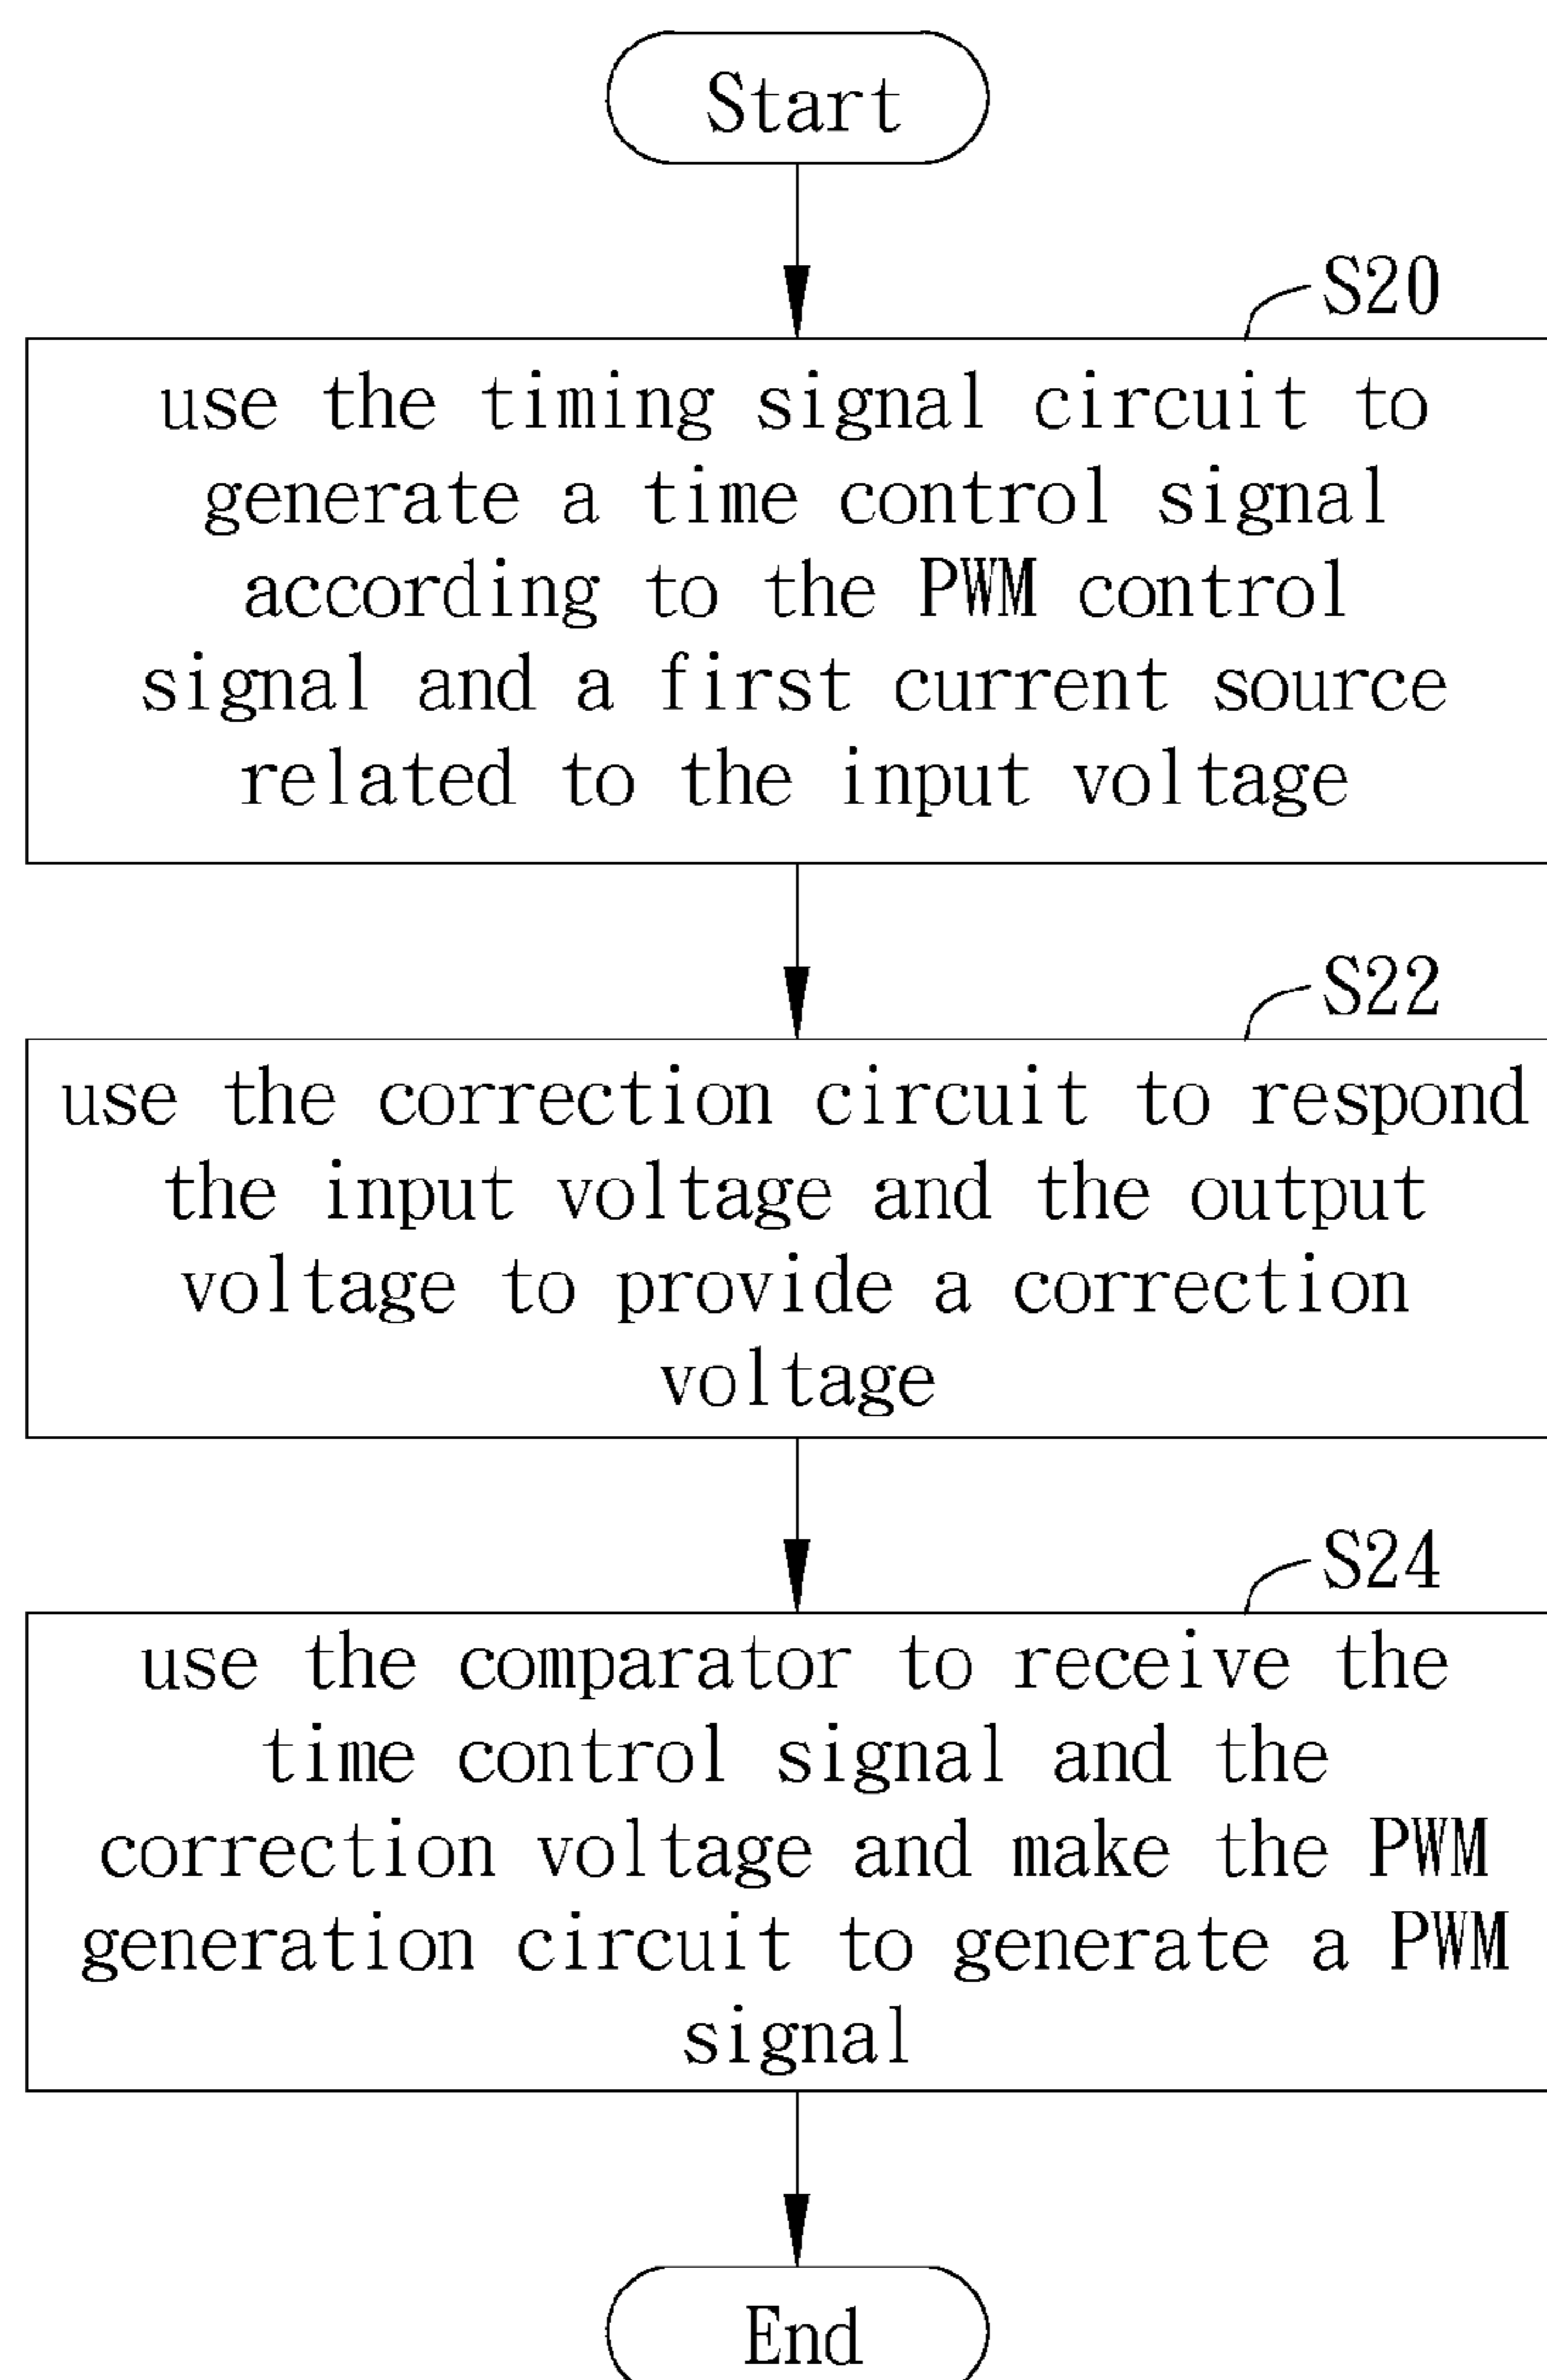 Start
S20
use the timing signal circuit to
generate a time control signal
according to the PWM control
signal and a first current source
related to the input voltage
S22
use the correction circuit to respond
the input voltage and the output
voltage to provide a correction
voltage
S24
use the comparator to receive the
time control signal and the
correction voltage and make the PWM
generation circuit to generate a PWM
signal
End